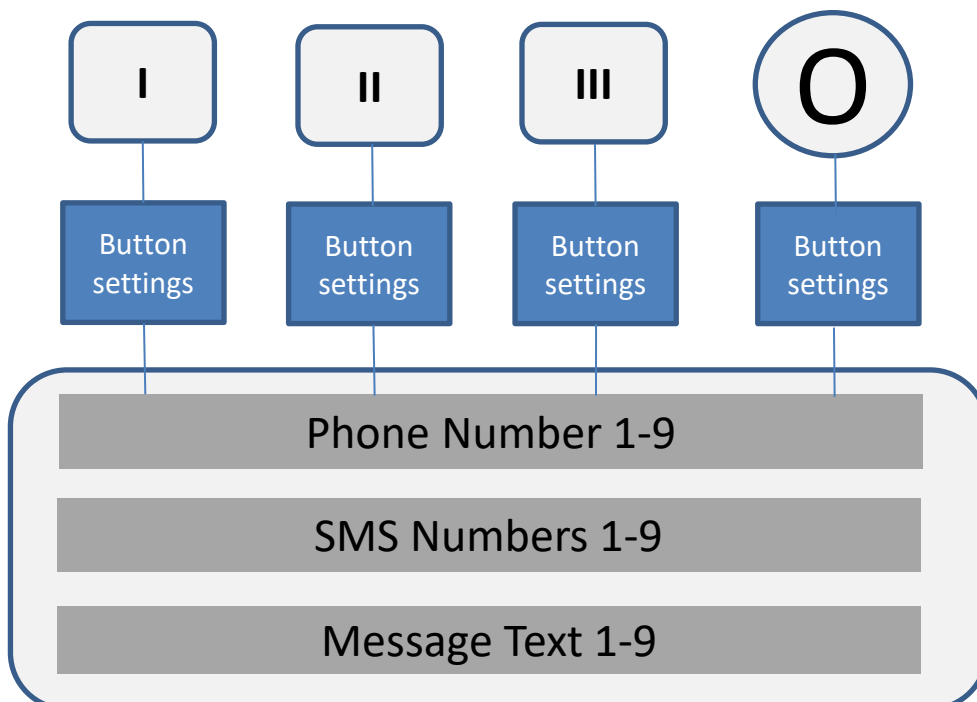 I
II
III
O
Button
settings
Button
settings
Button
settings
Button
settings
Phone Number 1-9
SMS Numbers 1-9
Message Text 1-9